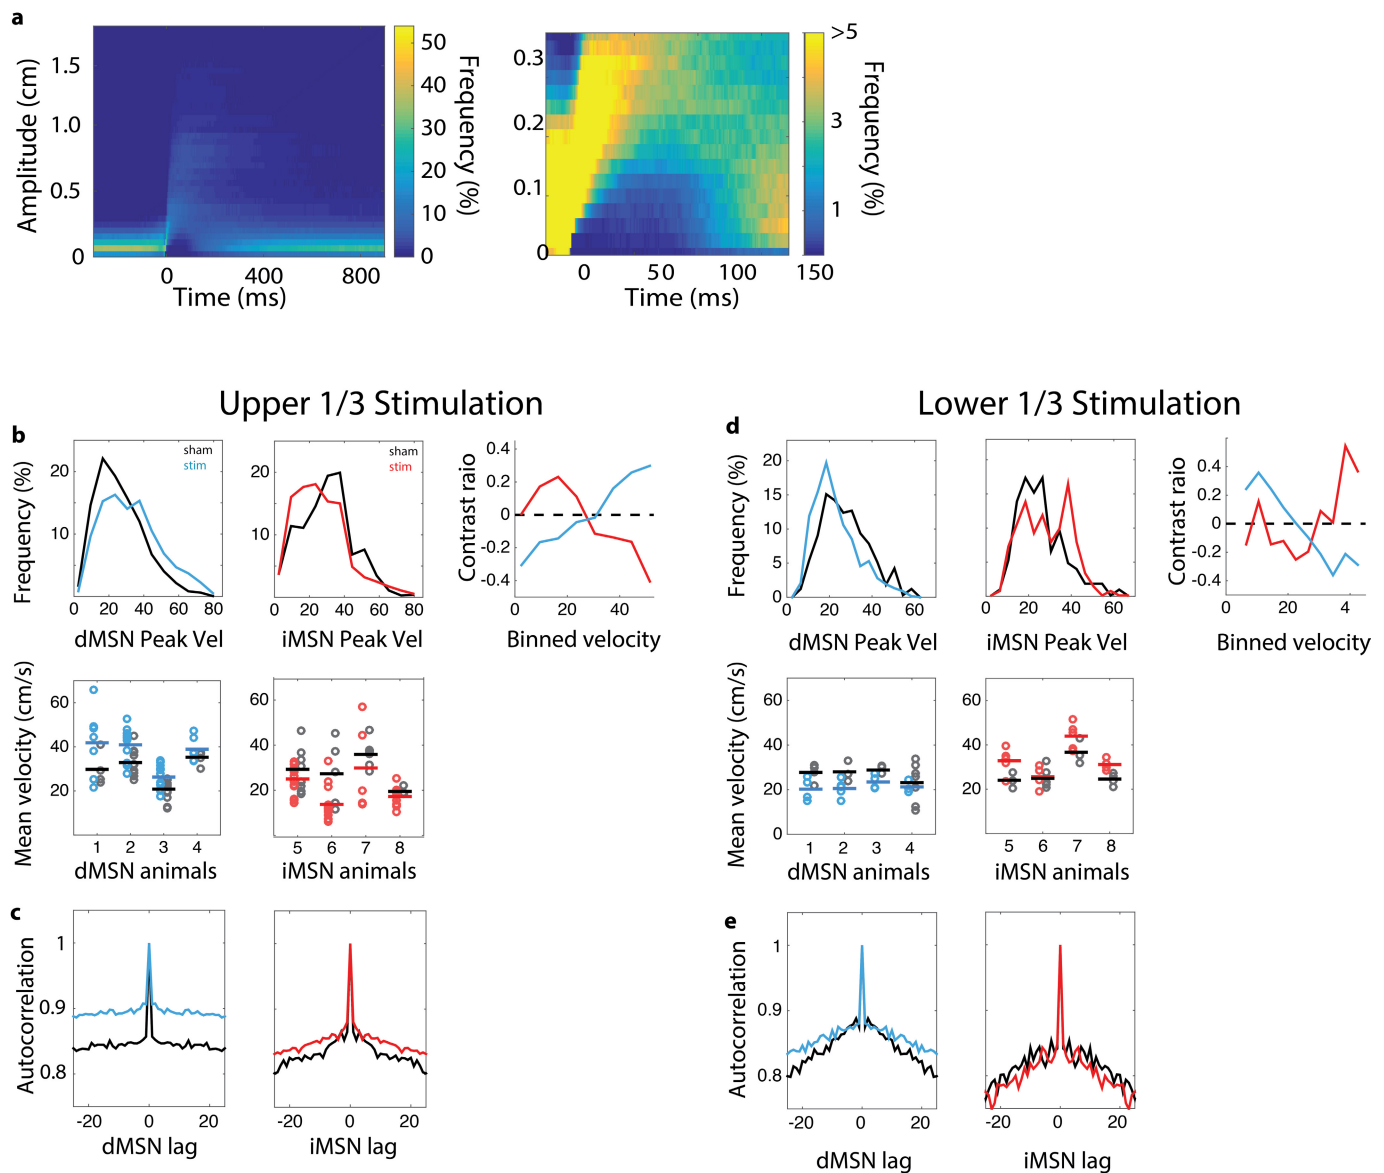 a
Amplitude (cm)
1.5
1.0
0.5
0
0 400 800
Time (ms)
50
40
30
20
10
0
Frequency (%)
0.3
0.2
0.1
0
0 50 100 150
Time (ms)
>5
3
1
Frequency (%)
Upper 1/3 Stimulation
b
Frequency (%)
20
10
sham
stim
0 20 40 60 80
dMSN Peak Vel
20
10
sham
stim
0 20 40 60 80
iMSN Peak Vel
Contrast raio
0.4
0.2
0
-0.2
-0.4
0 20 40
Binned velocity
Mean velocity (cm/s)
60
40
20
1 2 3 4
dMSN animals
60
40
20
5 6 7 8
iMSN animals
c
Autocorrelation
1
0.9
0.8
-20 0 20
dMSN lag
-20 0 20
iMSN lag
Lower 1/3 Stimulation
d
Frequency (%)
20
15
10
5
0
0 20 40 60
dMSN Peak Vel
0 20 40 60
iMSN Peak Vel
Contrast raio
0.4
0.2
0
-0.2
-0.4
0 20 4
Binned velocity
Mean velocity (cm/s)
60
40
20
0
1 2 3 4
dMSN animals
60
40
20
5 6 7 8
iMSN animals
e
Autocorrelation
1
0.9
0.8
-20 0 20
dMSN lag
-20 0 20
iMSN lag